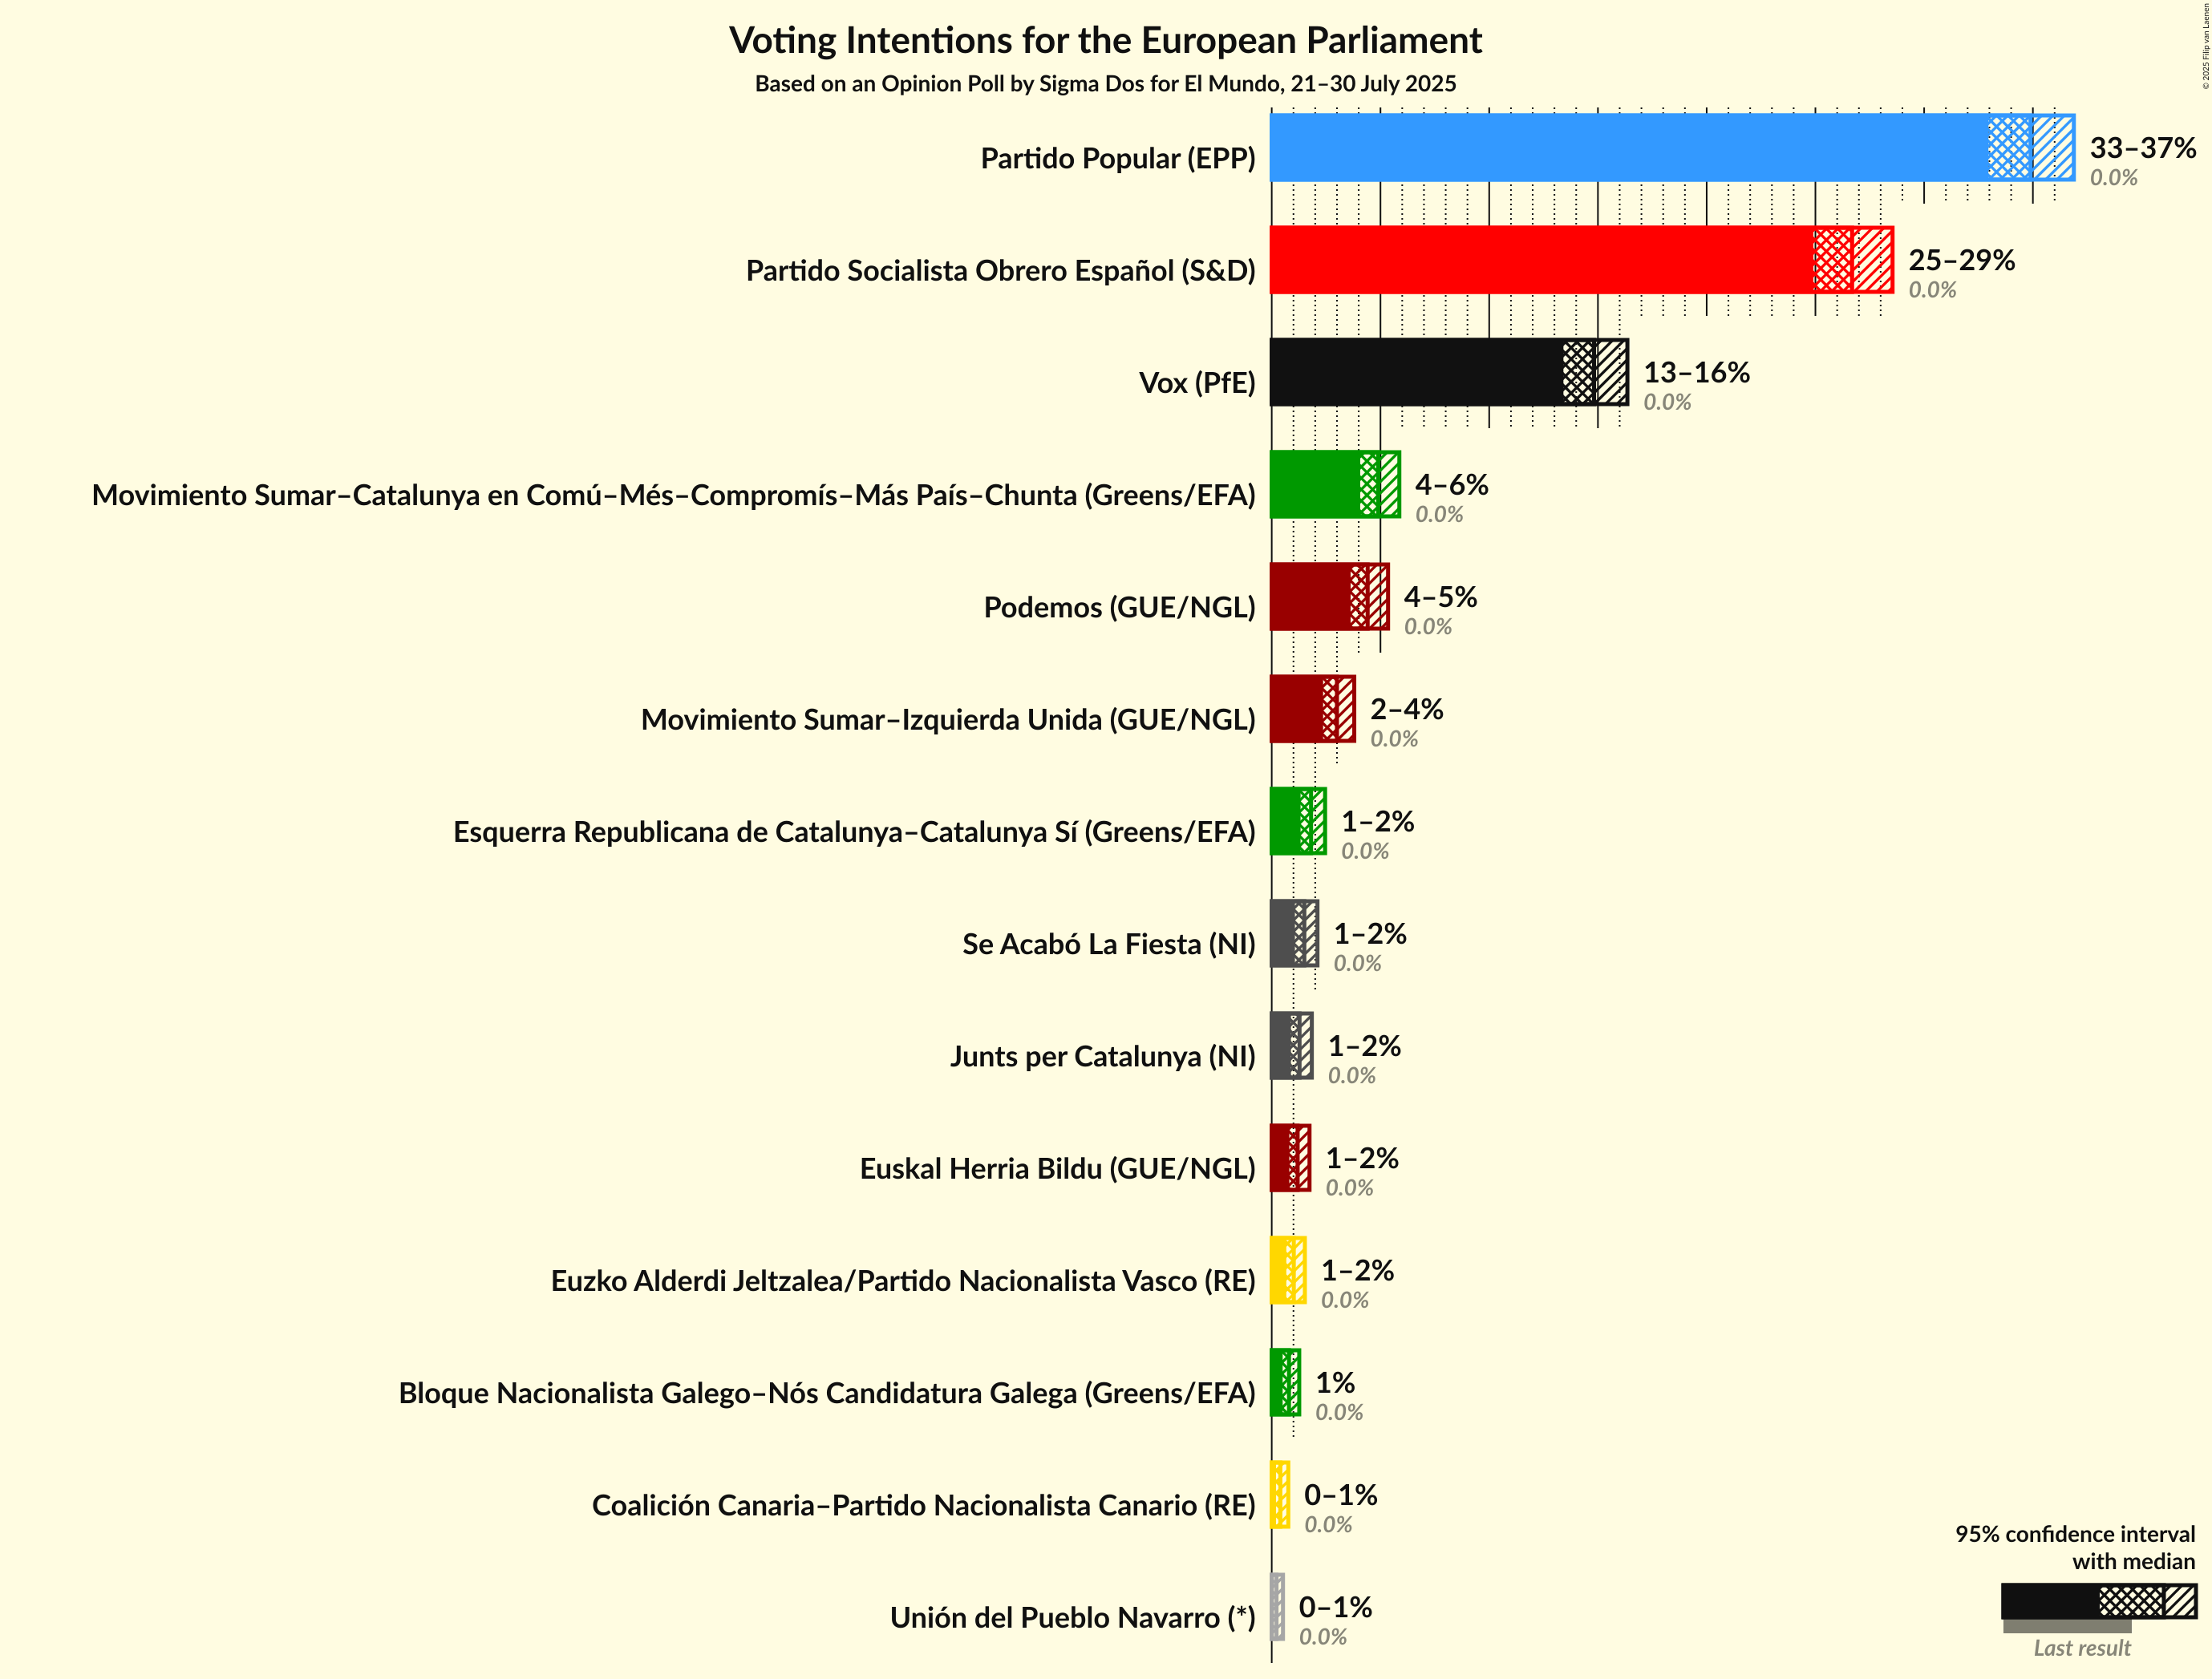 Voting Intentions for the European Parliament
Based on an Opinion Poll by Sigma Dos for El Mundo, 21–30 July 2025
© 2025 Filip van Laenen
Partido Popular (EPP)
33–37%
0.0%
Partido Socialista Obrero Español (S&D)
25–29%
0.0%
Vox (PfE)
13–16%
0.0%
Movimiento Sumar–Catalunya en Comú–Més–Compromís–Más País–Chunta (Greens/EFA)
4–6%
0.0%
Podemos (GUE/NGL)
4–5%
0.0%
Movimiento Sumar–Izquierda Unida (GUE/NGL)
2–4%
0.0%
Esquerra Republicana de Catalunya–Catalunya Sí (Greens/EFA)
1–2%
0.0%
Se Acabó La Fiesta (NI)
1–2%
0.0%
Junts per Catalunya (NI)
1–2%
0.0%
Euskal Herria Bildu (GUE/NGL)
1–2%
0.0%
Euzko Alderdi Jeltzalea/Partido Nacionalista Vasco (RE)
1–2%
0.0%
Bloque Nacionalista Galego–Nós Candidatura Galega (Greens/EFA)
1%
0.0%
Coalición Canaria–Partido Nacionalista Canario (RE)
0–1%
0.0%
Unión del Pueblo Navarro (*)
0–1%
0.0%
95% confidence interval
with median
Last result